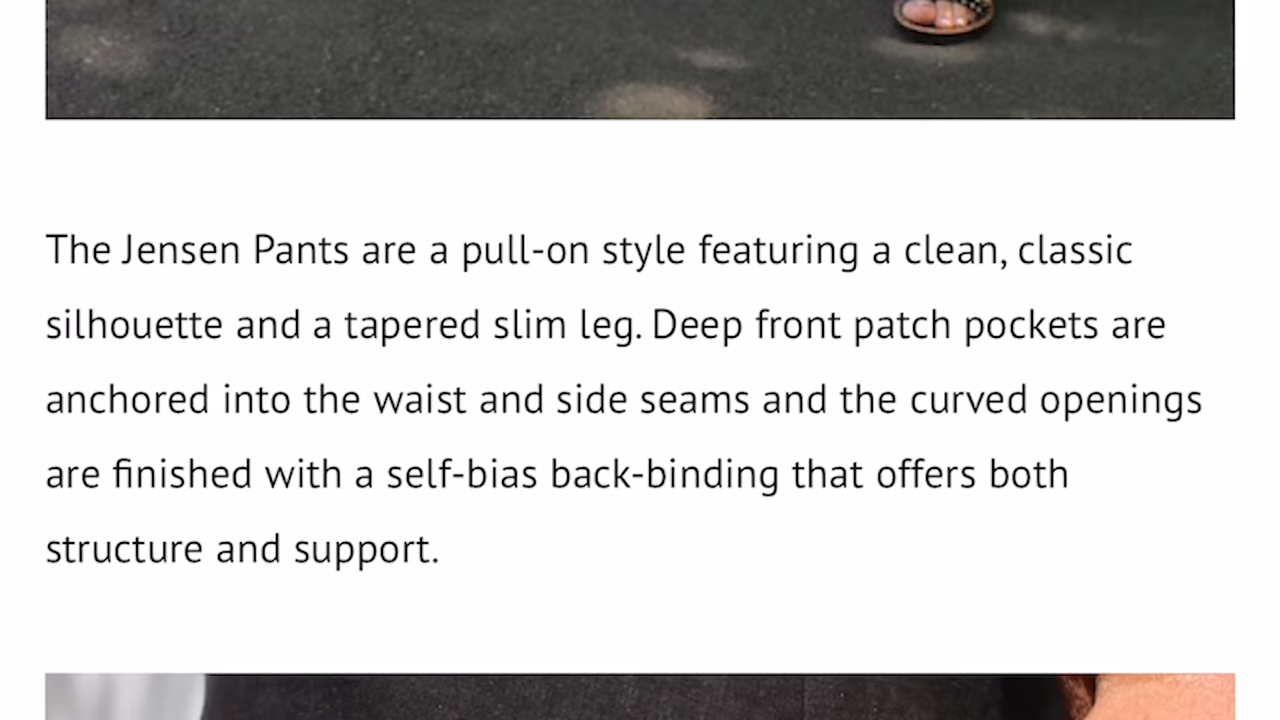 The Jensen Pants are a pull-on style featuring a clean, classic
silhouette and a tapered slim leg. Deep front patch pockets are
anchored into the waist and side seams and the curved openings
are finished with a self-bias back-binding that offers both
structure and support.